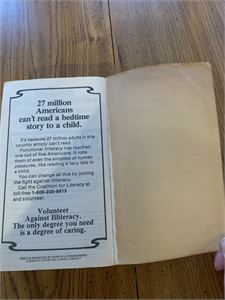 27 million
Americans
can't read a bedtime
story to a child.
It's because 27 million adults in this
country simply can't read.
Functional illiteracy has reached
one out of five Americans. It robs
them of even the simplest of human
pleasures, like reading a fairy tale to
a child.
You can change all this by joining
the fight against illiteracy.
Call the Coalition for Literacy at
toll-free
and volunteer.
Volunteer
Against Illiteracy.
The only degree you need
is a degree of caring.